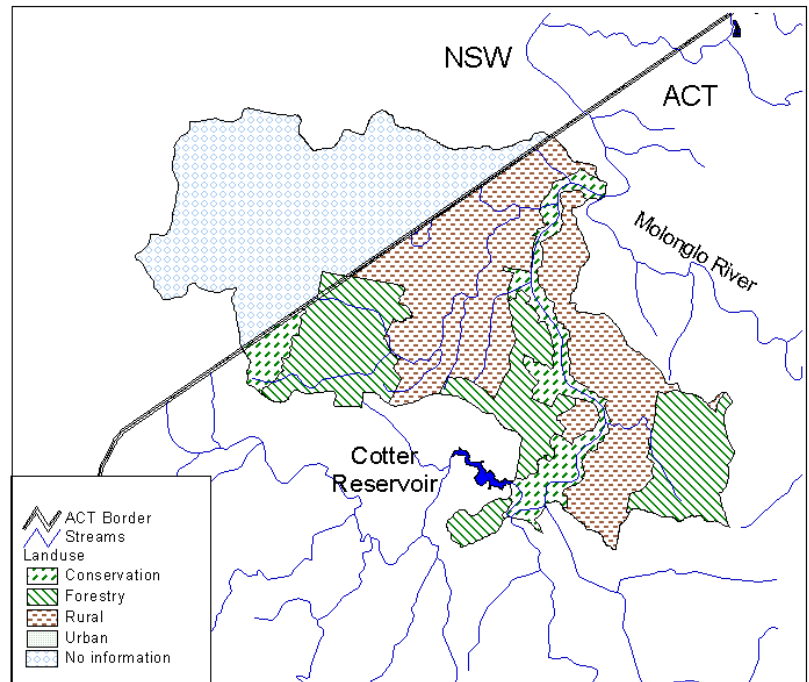 NSW
ACT
Molonglo River
Cotter
Reservoir
ACT Border
Streams
Landuse
Conservation
Forestry
Rural
Urban
No information